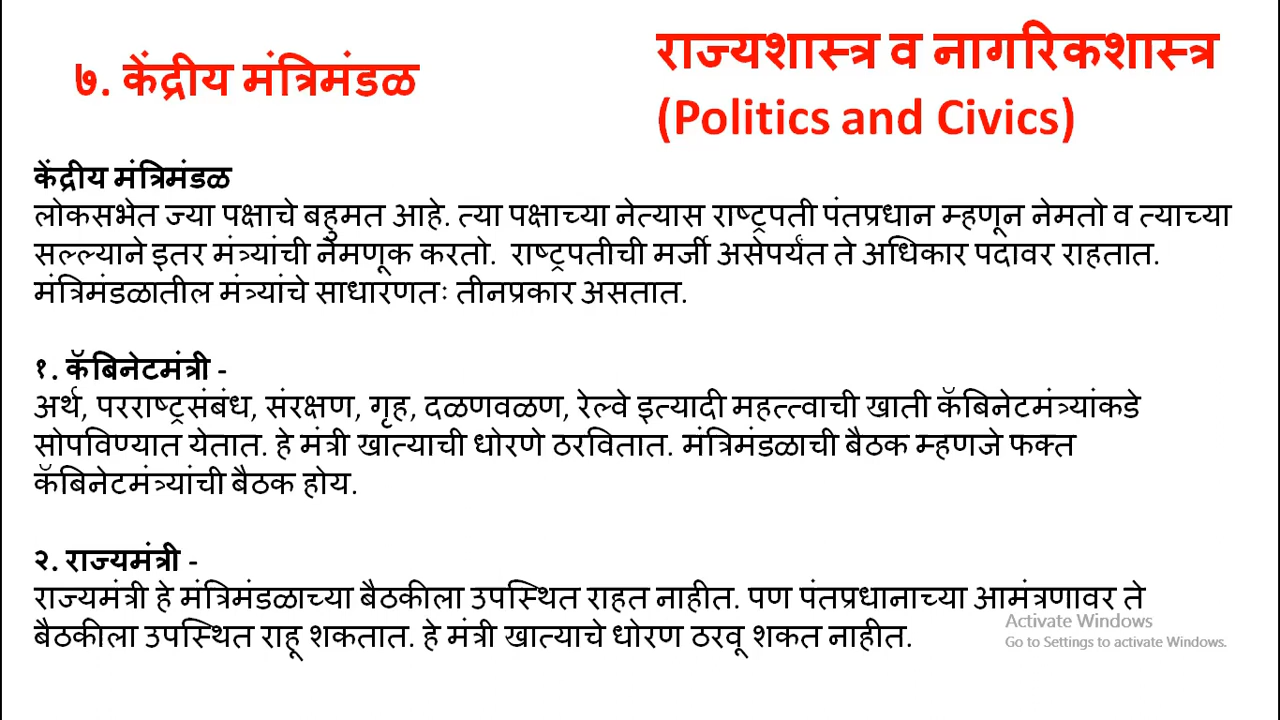 ७. केंद्रीय मंत्रिमंडळ
राज्यशास्त्र व नागरिकशास्त्र
(Politics and Civics)
केंद्रीय मंत्रिमंडळ
लोकसभेत ज्या पक्षाचे बहुमत आहे. त्या पक्षाच्या नेत्यास राष्ट्रपती पंतप्रधान म्हणून नेमतो व त्याच्या
सल्ल्याने इतर मंत्र्यांची नेमणूक करतो. राष्ट्रपतीची मर्जी असेपर्यंत ते अधिकार पदावर राहतात.
मंत्रिमंडळातील मंत्र्यांचे साधारणतः तीनप्रकार असतात.
१. कॅबिनेटमंत्री -
अर्थ, परराष्ट्रसंबंध, संरक्षण, गृह, दळणवळण, रेल्वे इत्यादी महत्त्वाची खाती कॅबिनेटमंत्र्यांकडे
सोपविण्यात येतात. हे मंत्री खात्याची धोरणे ठरवितात. मंत्रिमंडळाची बैठक म्हणजे फक्त
कॅबिनेटमंत्र्यांची बैठक होय.
२. राज्यमंत्री -
राज्यमंत्री हे मंत्रिमंडळाच्या बैठकीला उपस्थित राहत नाहीत. पण पंतप्रधानाच्या आमंत्रणावर ते
बैठकीला उपस्थित राहू शकतात. हे मंत्री खात्याचे धोरण ठरवू शकत नाहीत.
Activate Windows
Go to Settings to activate Windows.